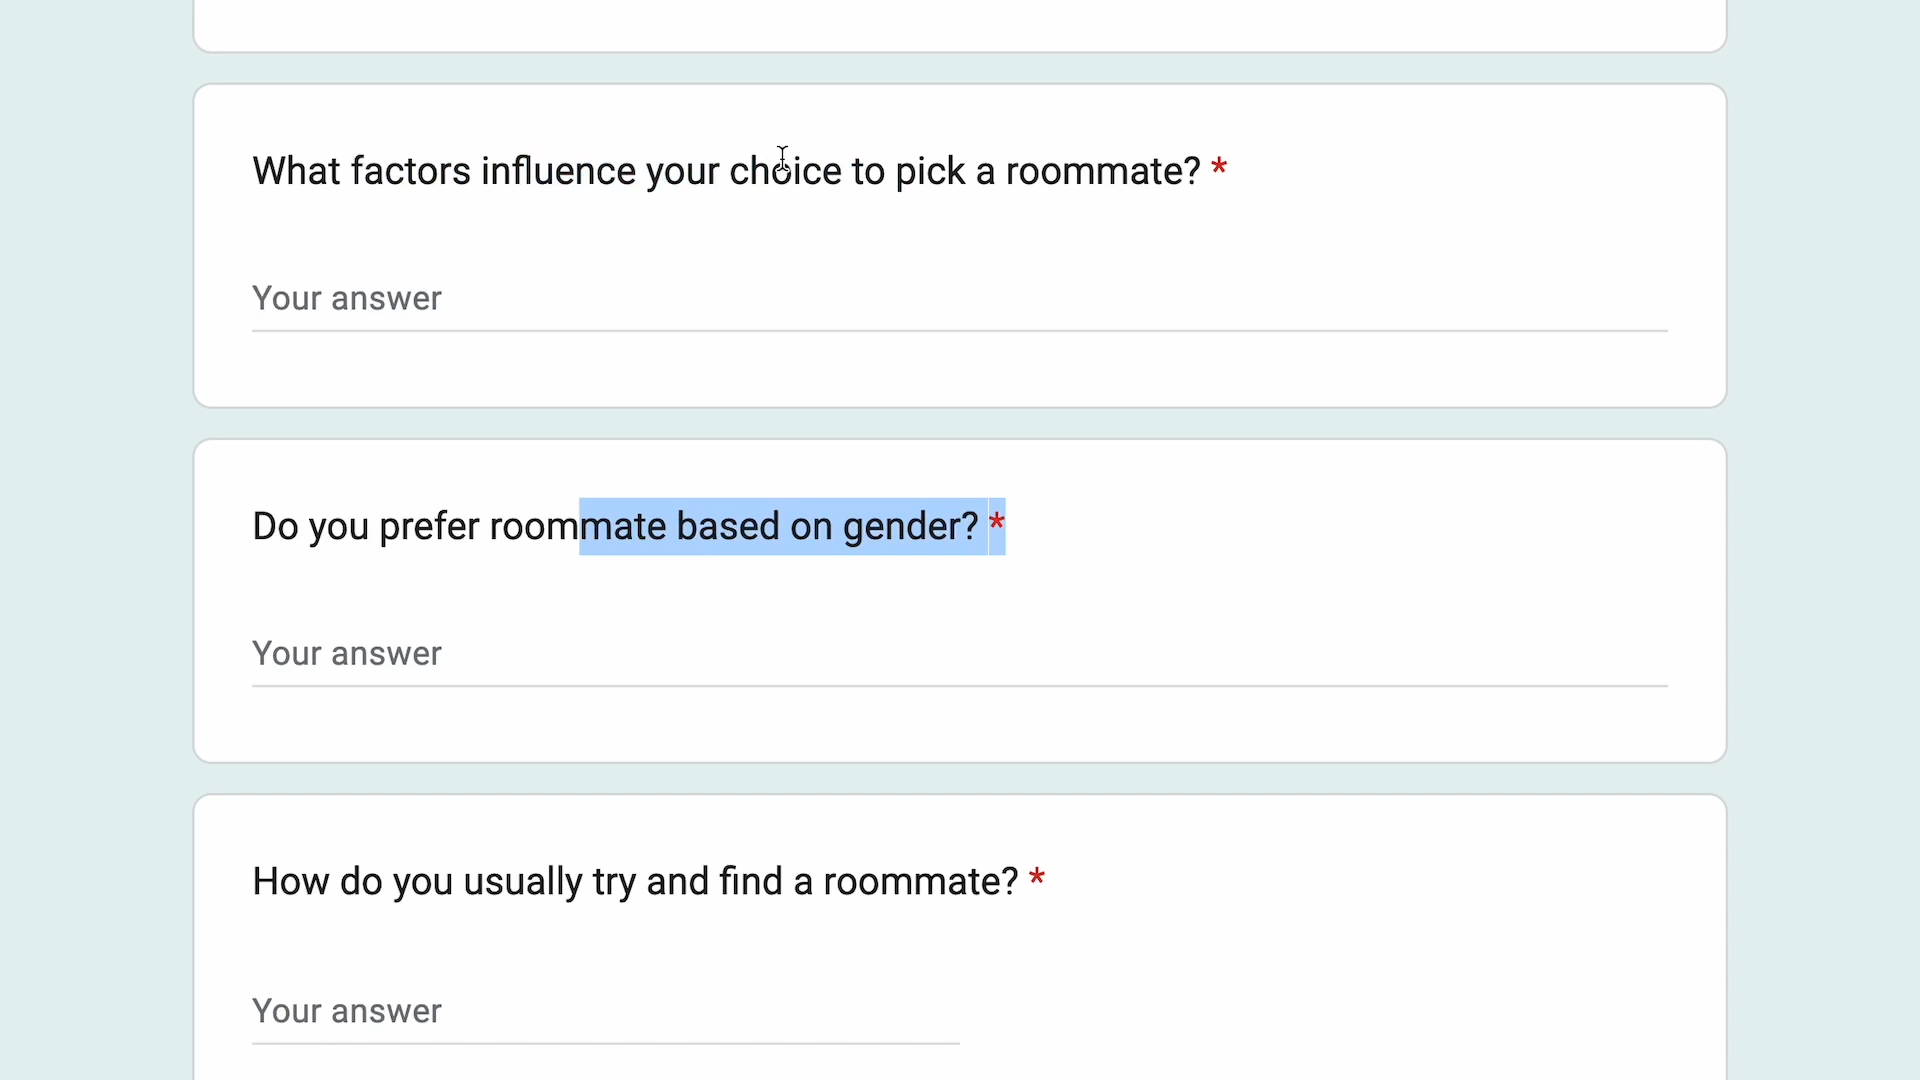 What factors influence your choice to pick a roommate? *
Your answer
Do you prefer roommate based on gender? *
Your answer
How do you usually try and find a roommate? *
Your answer